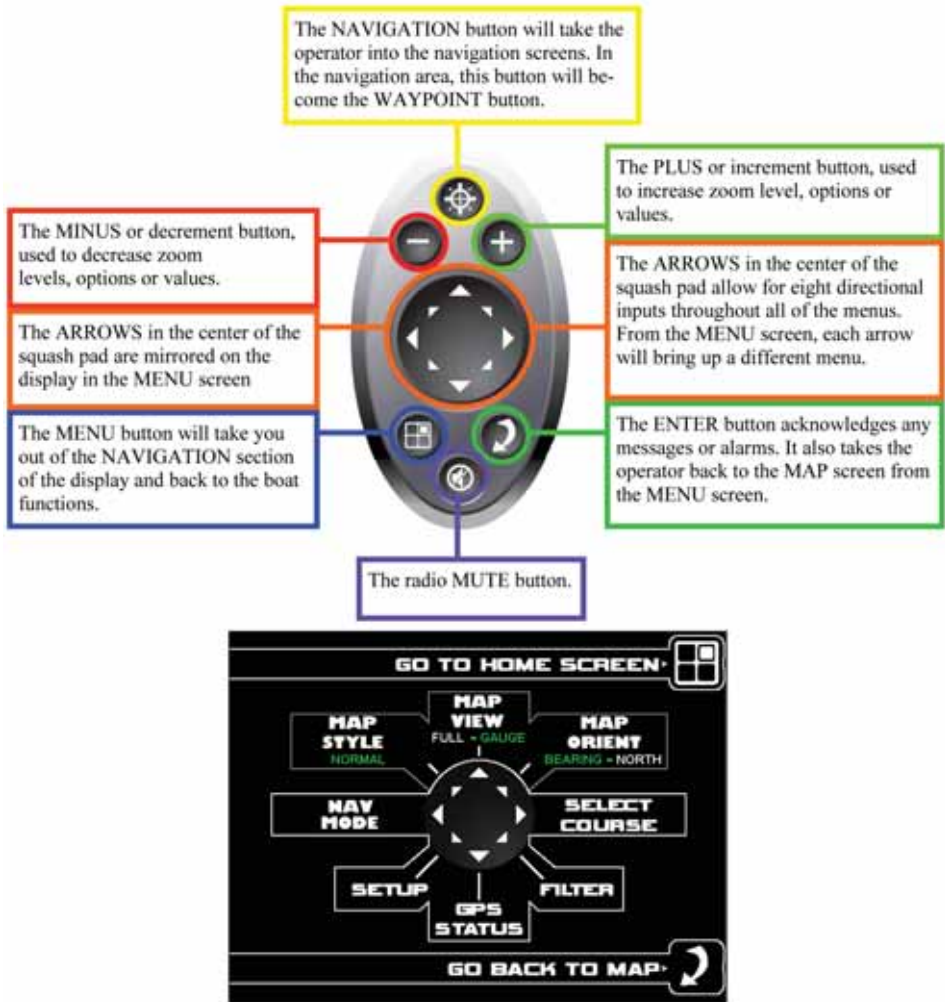 The NAVIGATION button will take the
operator into the navigation screens. In
the navigation area, this button will be-
come the WAYPOINT button.
The PLUS or increment button, used
to increase zoom level, options or
values.
The MINUS or decrement button,
used to decrease zoom
levels, options or values.
The ARROWS in the center of the
squash pad allow for eight directional
inputs throughout all of the menus.
From the MENU screen, each arrow
will bring up a different menu.
The ARROWS in the center of the
squash pad are mirrored on the
display in the MENU screen
The MENU button will take you
out of the NAVIGATION section
of the display and back to the boat
functions.
The ENTER button acknowledges any
messages or alarms. It also takes the
operator back to the MAP screen from
the MENU screen.
The radio MUTE button.
GO TO HOME SCREEN
MAP
STYLE
NORMAL
MAP
VIEW
FULL - GAUGE
MAP
ORIENT
BEARING - NORTH
NAV
MODE
SELECT
COURSE
SETUP
GPS
STATUS
FILTER
GO BACK TO MAP